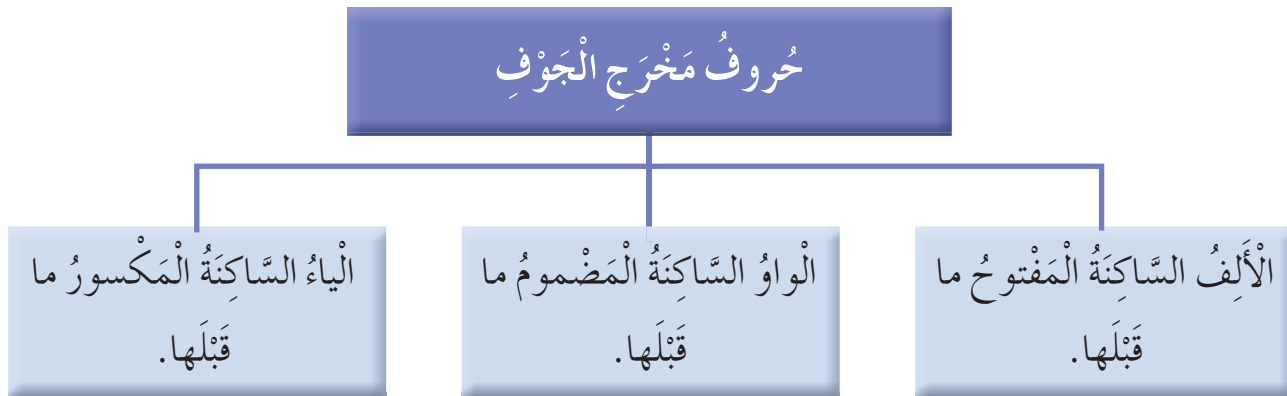 حُروفُ مَخْرَجِ الْجَوْفِ
الْأَلِفُ السَّاكِنَةُ الْمَفْتوحُ ما
قَبْلَها.
الْواوُ السَّاكِنَةُ الْمَضْمومُ ما
قَبْلَها.
الْياءُ السَّاكِنَةُ الْمَكْسورُ ما
قَبْلَها.